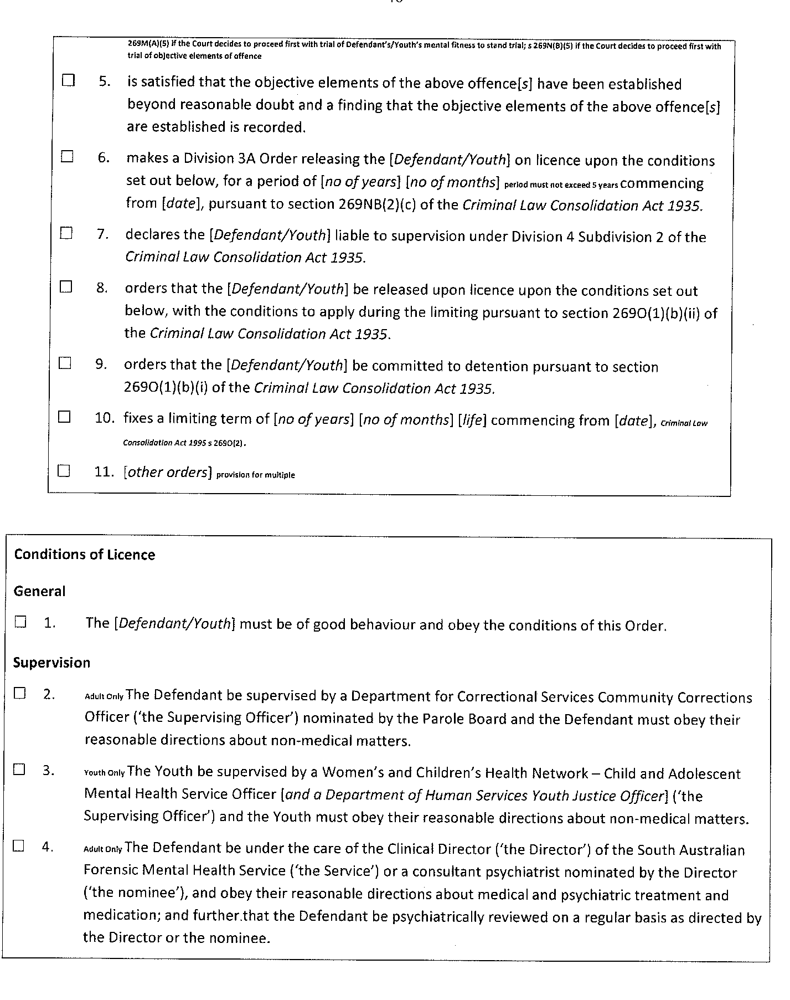 269M(A)(5) if the Court decides to proceed first with trial of Defendant's/Youth's mental fitness to stand trial; s 269N(B)(5) if the Court decides to proceed first with
trial of objective elements of offence
☐ 5. is satisfied that the objective elements of the above offence[s] have been established
beyond reasonable doubt and a finding that the objective elements of the above offence[s]
are established is recorded.
☐ 6. makes a Division 3A Order releasing the [Defendant/Youth] on licence upon the conditions
set out below, for a period of [no of years] [no of months] period must not exceed 5 years commencing
from [date], pursuant to section 269NB(2)(c) of the Criminal Law Consolidation Act 1935.
☐ 7. declares the [Defendant/Youth] liable to supervision under Division 4 Subdivision 2 of the
Criminal Law Consolidation Act 1935.
☐ 8. orders that the [Defendant/Youth] be released upon licence upon the conditions set out
below, with the conditions to apply during the limiting pursuant to section 269O(1)(b)(ii) of
the Criminal Law Consolidation Act 1935.
☐ 9. orders that the [Defendant/Youth] be committed to detention pursuant to section
269O(1)(b)(i) of the Criminal Law Consolidation Act 1935.
☐ 10. fixes a limiting term of [no of years] [no of months] [life] commencing from [date], Criminal Law
Consolidation Act 1995 s 269O(2).
☐ 11. [other orders] provision for multiple
Conditions of Licence
General
☐ 1. The [Defendant/Youth] must be of good behaviour and obey the conditions of this Order.
Supervision
☐ 2. Adult Only The Defendant be supervised by a Department for Correctional Services Community Corrections
Officer ('the Supervising Officer') nominated by the Parole Board and the Defendant must obey their
reasonable directions about non-medical matters.
☐ 3. Youth Only The Youth be supervised by a Women's and Children's Health Network – Child and Adolescent
Mental Health Service Officer [and a Department of Human Services Youth Justice Officer] ('the
Supervising Officer') and the Youth must obey their reasonable directions about non-medical matters.
☐ 4. Adult Only The Defendant be under the care of the Clinical Director ('the Director') of the South Australian
Forensic Mental Health Service ('the Service') or a consultant psychiatrist nominated by the Director
('the nominee'), and obey their reasonable directions about medical and psychiatric treatment and
medication; and further.that the Defendant be psychiatrically reviewed on a regular basis as directed by
the Director or the nominee.